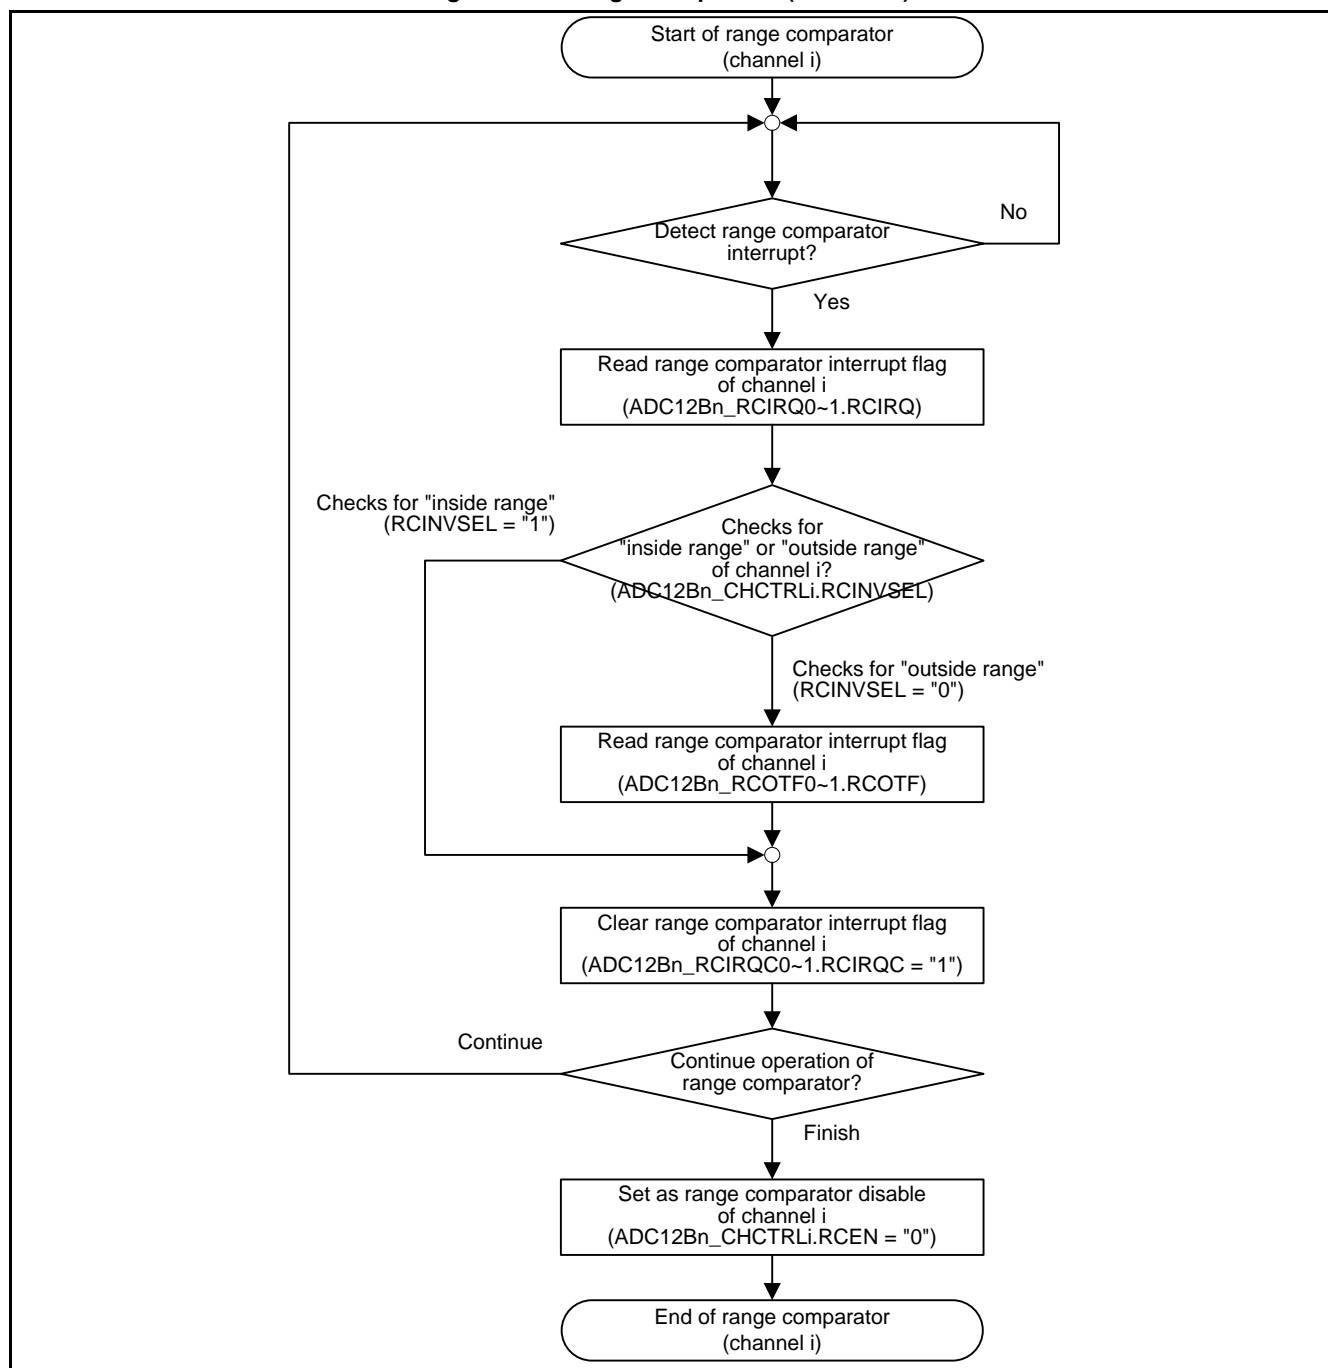 Start of range comparator
(channel i)
No
Detect range comparator
interrupt?
Yes
Read range comparator interrupt flag
of channel i
(ADC12Bn_RCIRQ0~1.RCIRQ)
Checks for "inside range"
(RCINVSEL = "1")
Checks for
"inside range" or "outside range"
of channel i?
(ADC12Bn_CHCTRLi.RCINVSEL)
Checks for "outside range"
(RCINVSEL = "0")
Read range comparator interrupt flag
of channel i
(ADC12Bn_RCOTF0~1.RCOTF)
Clear range comparator interrupt flag
of channel i
(ADC12Bn_RCIRQC0~1.RCIRQC = "1")
Continue
Continue operation of
range comparator?
Finish
Set as range comparator disable
of channel i
(ADC12Bn_CHCTRLi.RCEN = "0")
End of range comparator
(channel i)